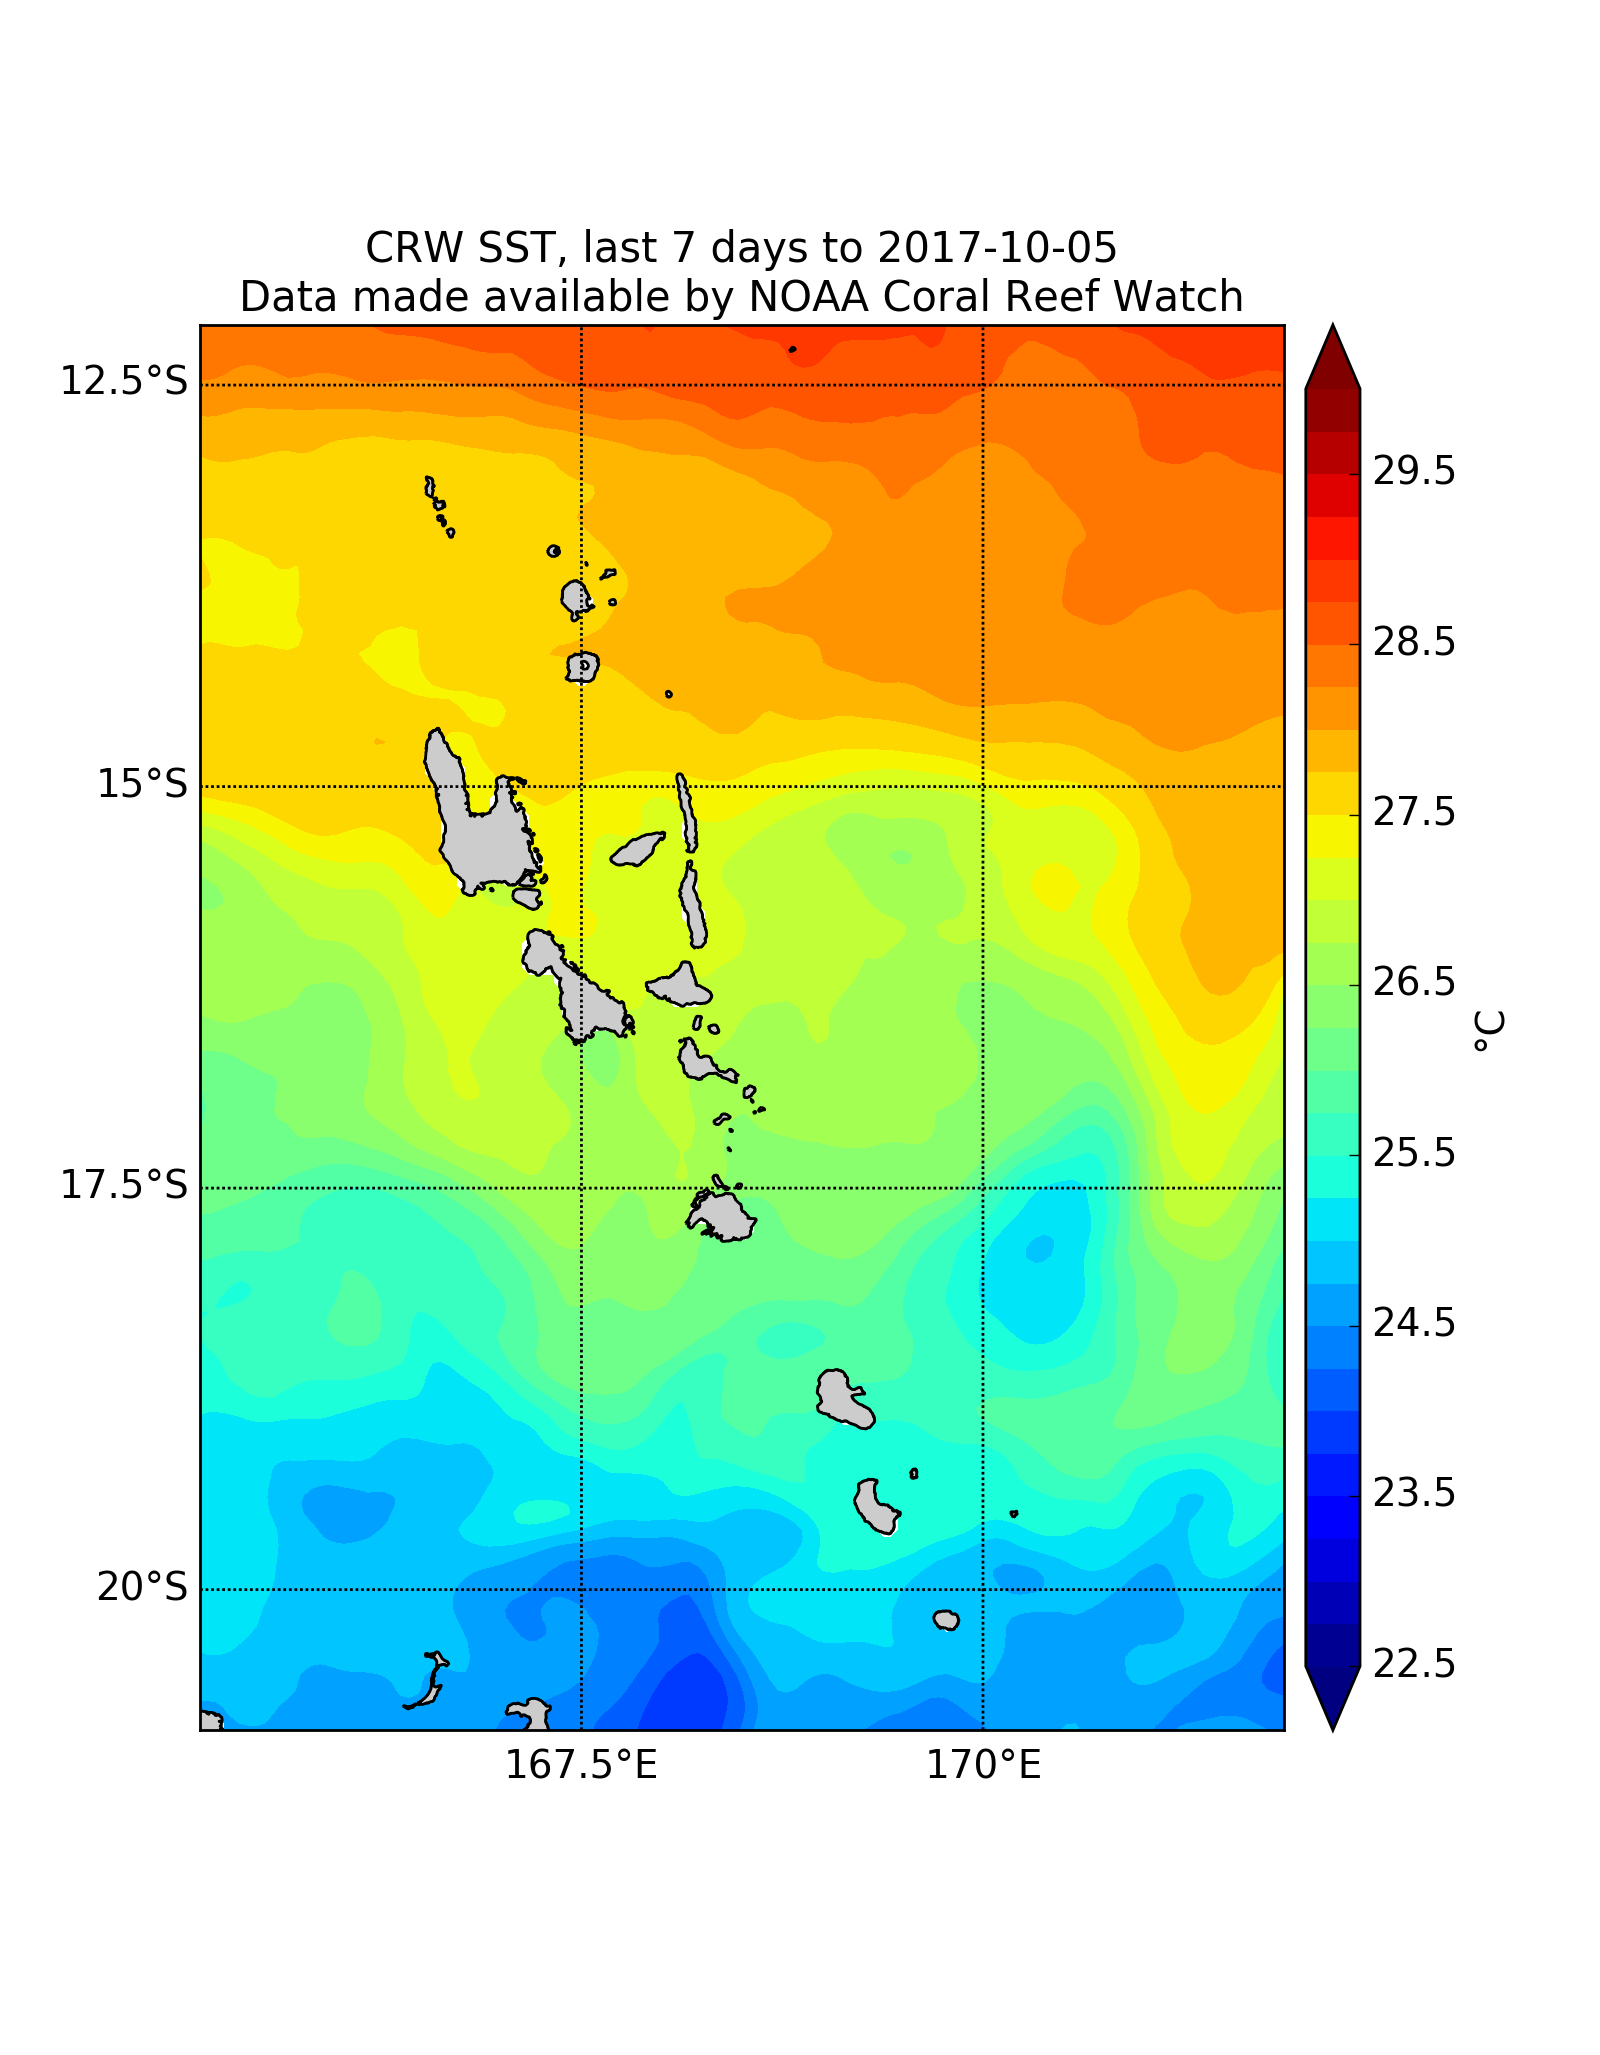 CRW SST, last 7 days to 2017-10-05
Data made available by NOAA Coral Reef Watch
12.5°S
15°S
17.5°S
20°S
167.5°E
170°E
29.5
28.5
27.5
26.5
25.5
24.5
23.5
22.5
°C